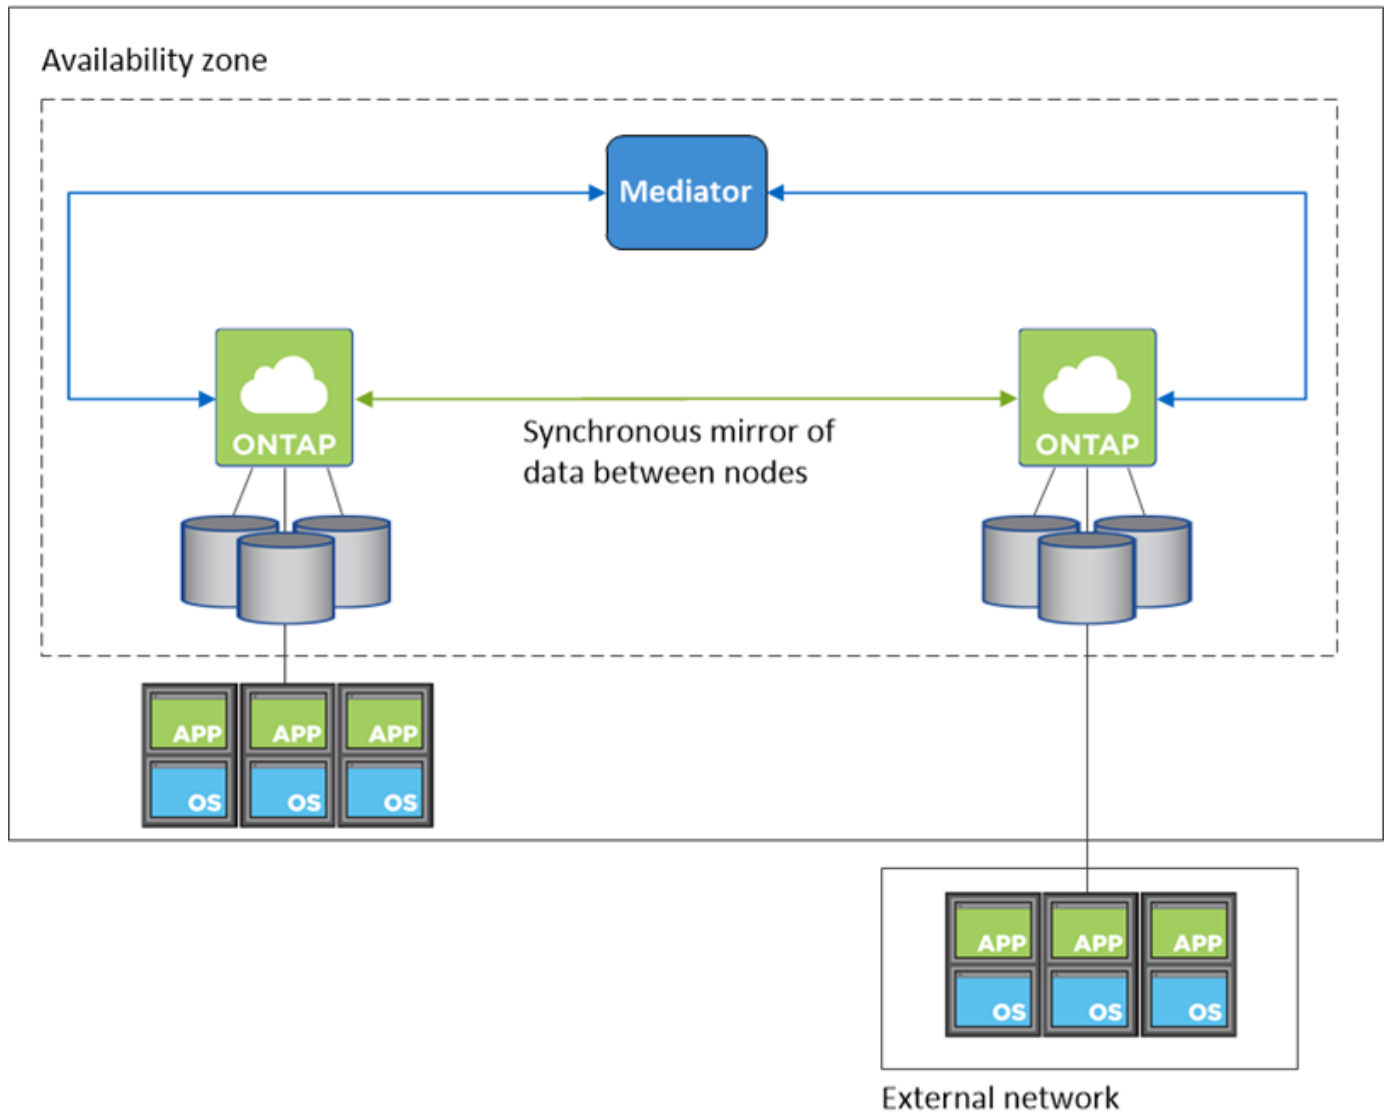 Availability zone
Mediator
ONTAP
ONTAP
Synchronous mirror of
data between nodes
APP APP APP
OS OS OS
APP APP APP
OS OS OS
External network